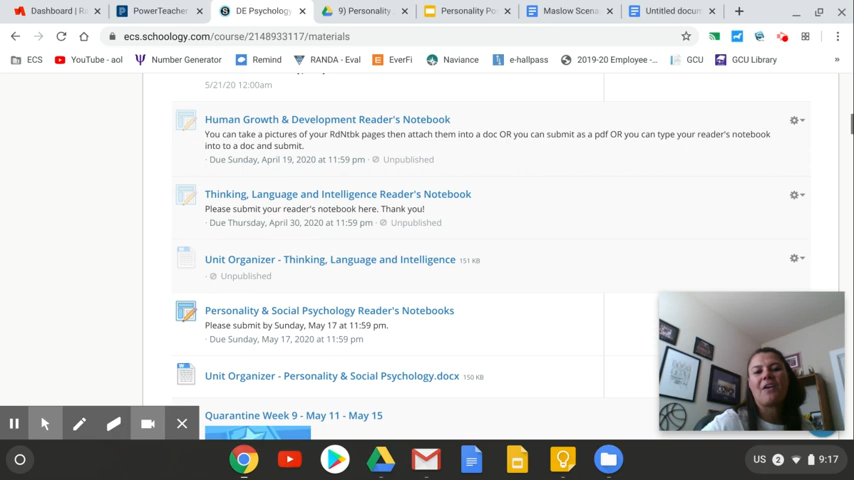 Dashboard | R
PowerTeacher
DE Psychology
9) Personality
Personality Po
Maslow Scena
Untitled docum
ecs.schoology.com/course/2148933117/materials
ECS
YouTube - aol
Number Generator
Remind
RANDA - Eval
EverFi
Naviance
e-hallpass
2019-20 Employee -...
GCU
GCU Library
»
5/21/20 12:00am
Human Growth & Development Reader's Notebook
You can take a pictures of your RdNtbk pages then attach them into a doc OR you can submit as a pdf OR you can type your reader's notebook
into to a doc and submit.
· Due Sunday, April 19, 2020 at 11:59 pm · Unpublished
Thinking, Language and Intelligence Reader's Notebook
Please submit your reader's notebook here. Thank you!
· Due Thursday, April 30, 2020 at 11:59 pm · Unpublished
Unit Organizer - Thinking, Language and Intelligence 151 KB
· Unpublished
Personality & Social Psychology Reader's Notebooks
Please submit by Sunday, May 17 at 11:59 pm.
· Due Sunday, May 17, 2020 at 11:59 pm
Unit Organizer - Personality & Social Psychology.docx 150 KB
Quarantine Week 9 - May 11 - May 15
US 2 9:17